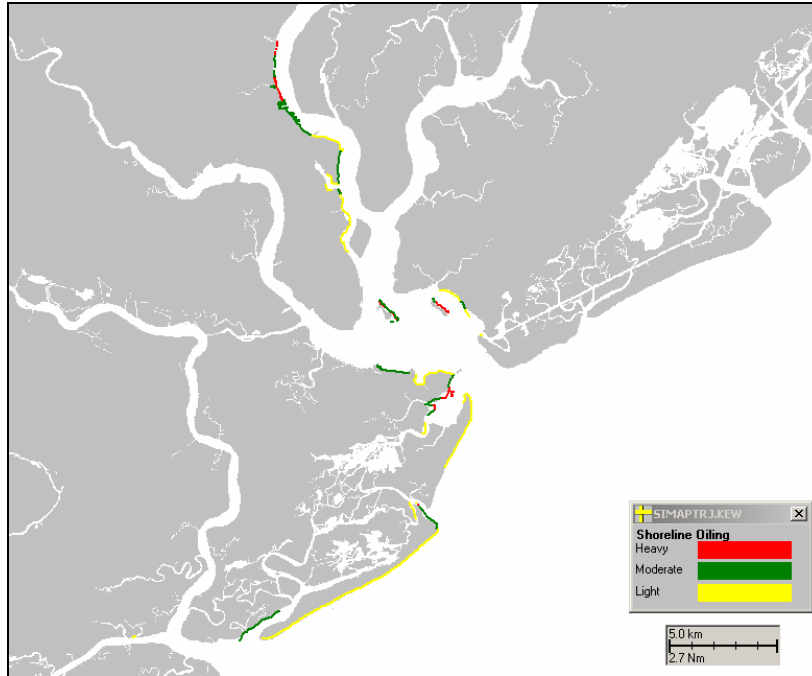 SIMAPTRJ.KEW
Shoreline Oiling
Heavy
Moderate
Light
5.0 km
2.7 Nm